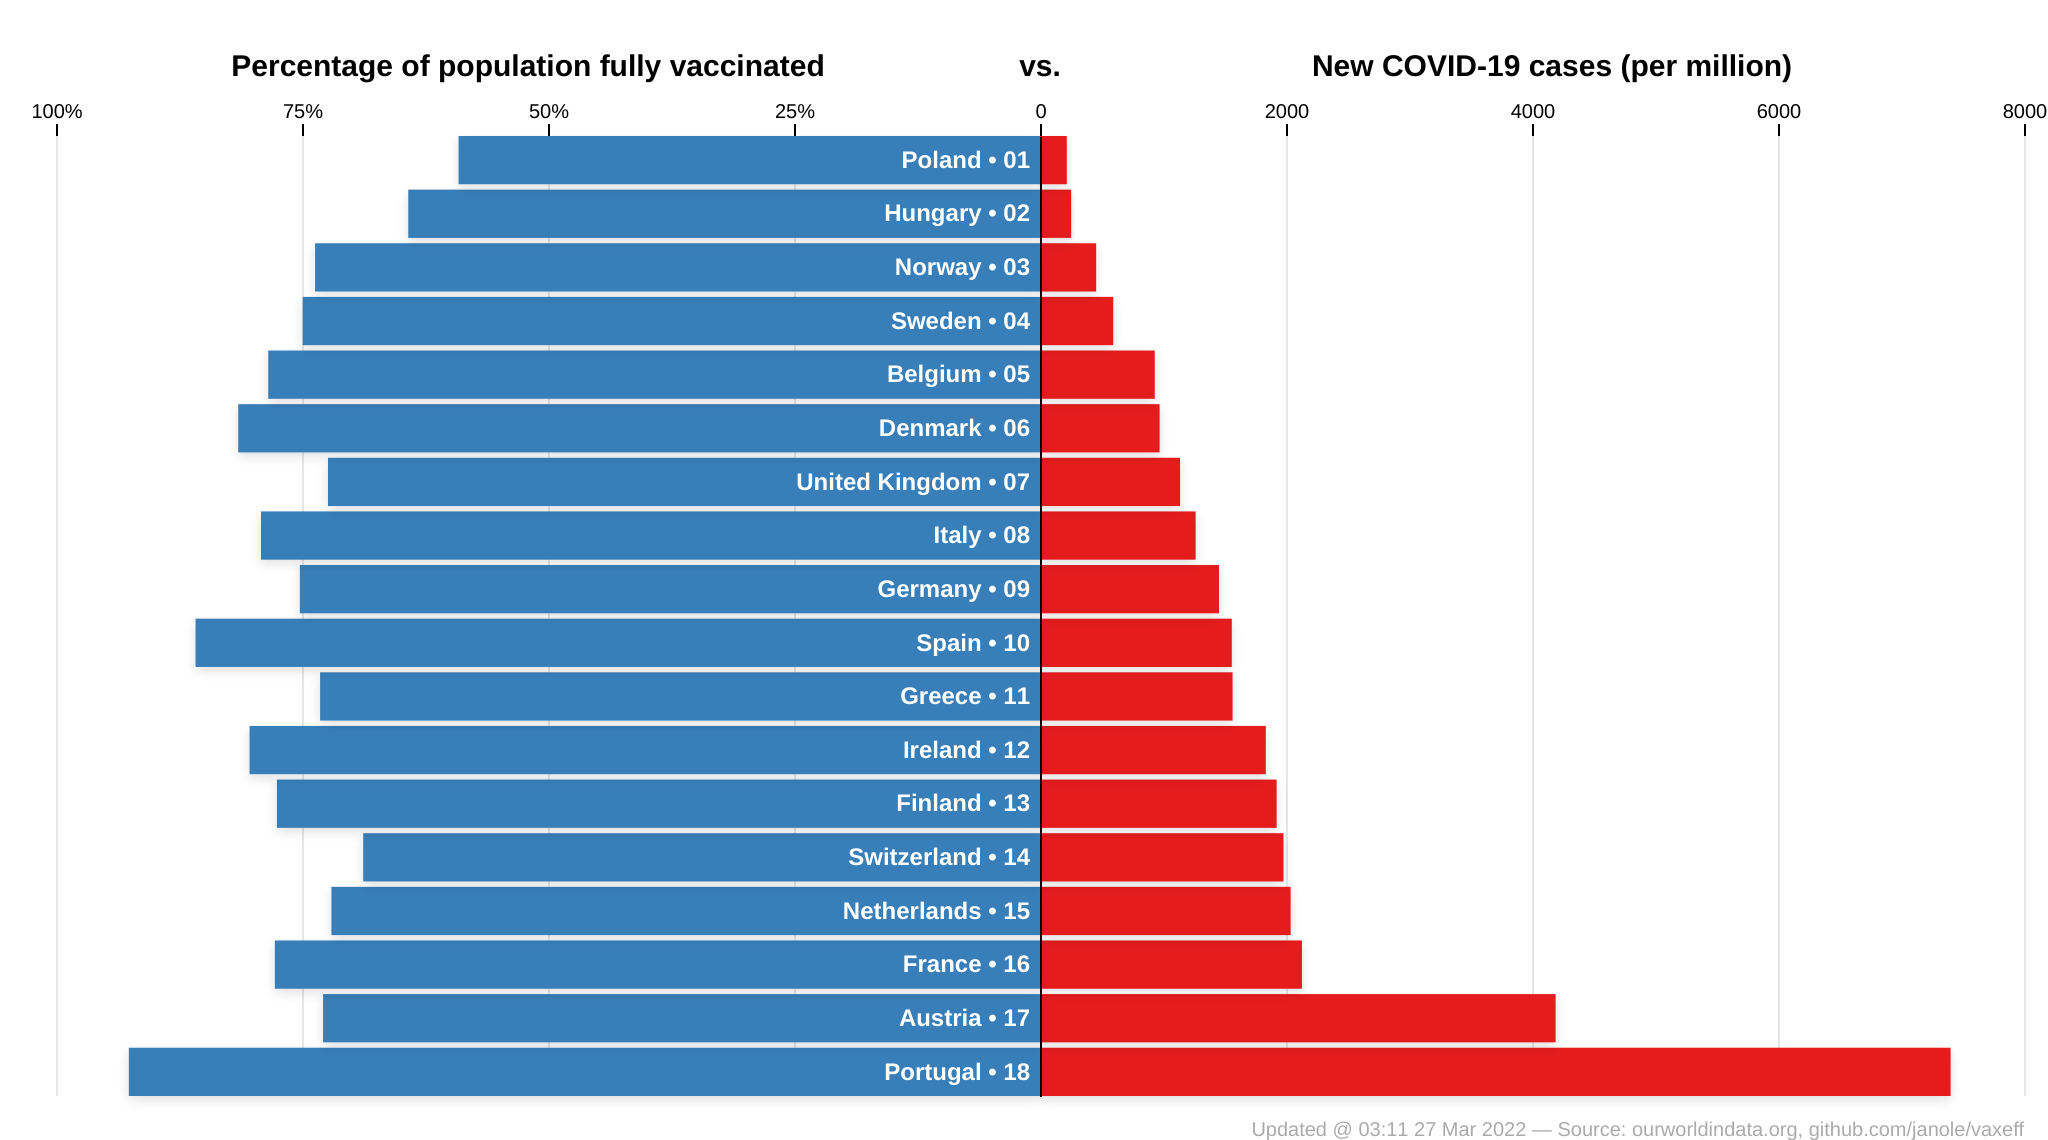 Percentage of population fully vaccinated vs. New COVID-19 cases (per million)
100% 75% 50% 25% 0 2000 4000 6000 8000
Poland • 01
Hungary • 02
Norway • 03
Sweden • 04
Belgium • 05
Denmark • 06
United Kingdom • 07
Italy • 08
Germany • 09
Spain • 10
Greece • 11
Ireland • 12
Finland • 13
Switzerland • 14
Netherlands • 15
France • 16
Austria • 17
Portugal • 18
Updated @ 03:11 27 Mar 2022 — Source: ourworldindata.org, github.com/janole/vaxeff